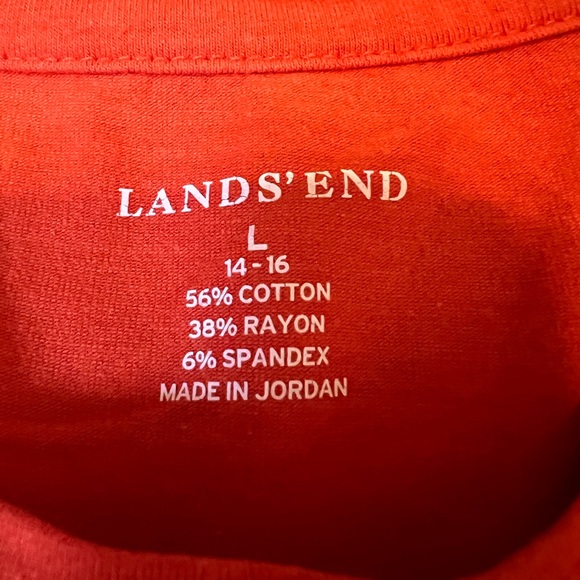 LANDS' END
L
14-16
56% COTTON
38% RAYON
6% SPANDEX
MADE IN JORDAN